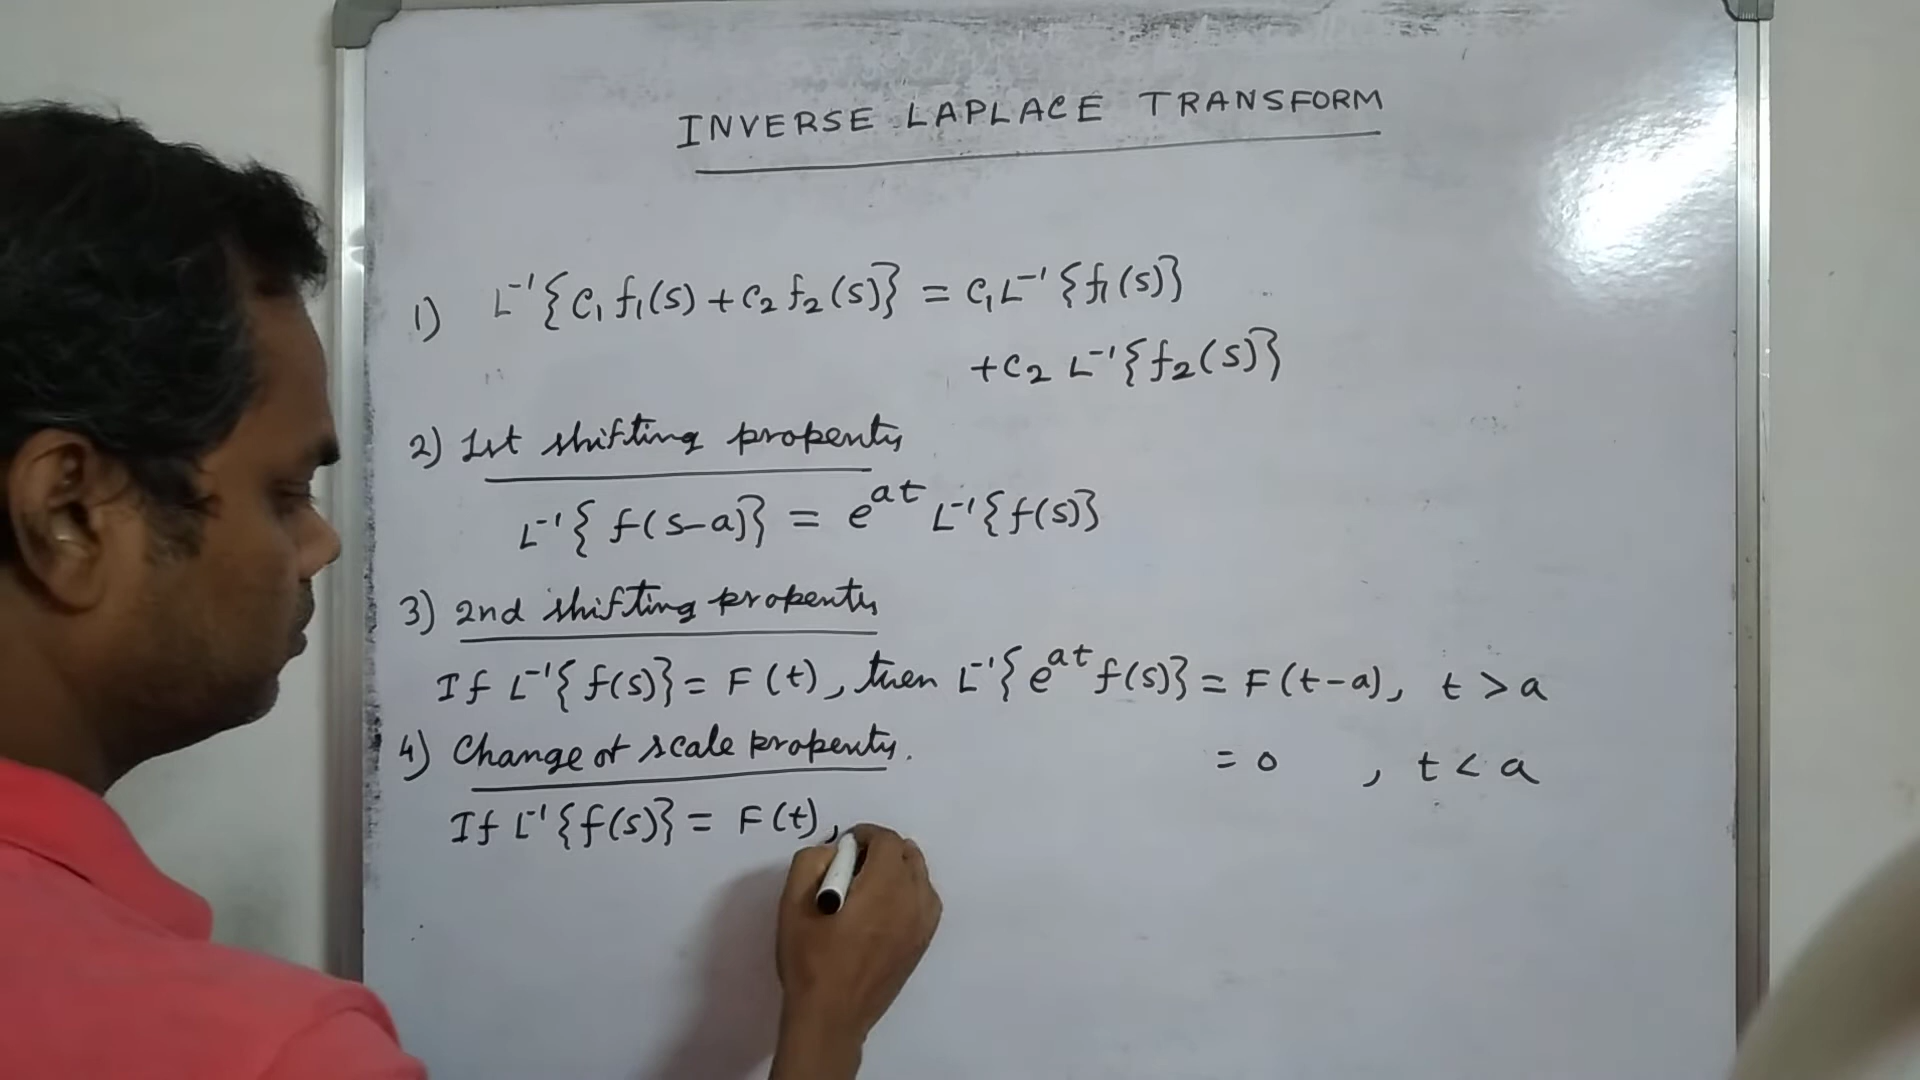 INVERSE LAPLACE TRANSFORM
1) L⁻¹{c₁f₁(s)+c₂f₂(s)} = c₁L⁻¹{f₁(s)}
+c₂ L⁻¹{f₂(s)}
2) 1st shifting property
L⁻¹{f(s-a)} = e^{at} L⁻¹{f(s)}
3) 2nd shifting property
If L⁻¹{f(s)} = F(t), then L⁻¹{e^{at} f(s)} = F(t-a), t > a
4) Change of scale property. = 0 , t < a
If L⁻¹{f(s)} = F(t),